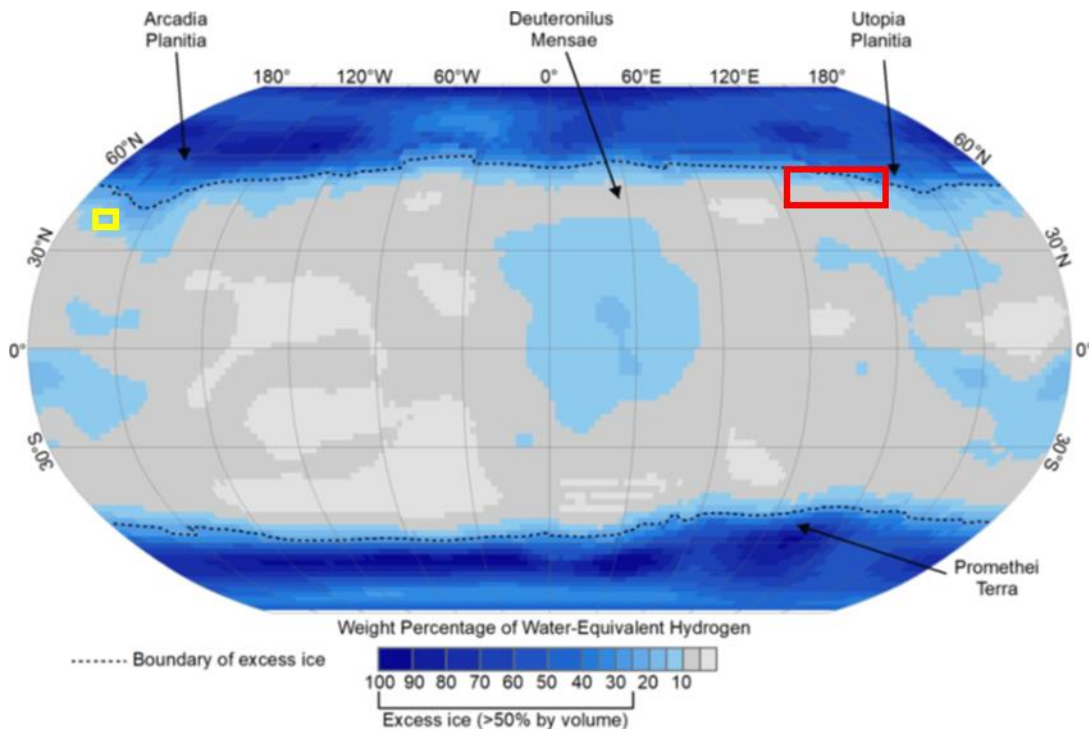 Arcadia
Planitia
Deuteronilus
Mensae
Utopia
Planitia
180° 120°W 60°W 0° 60°E 120°E 180°
60°N 60°N
30°N 30°N
0° 0°
30°S 30°S
Promethei
Terra
Weight Percentage of Water-Equivalent Hydrogen
Boundary of excess ice
100 90 80 70 60 50 40 30 20 10
Excess ice (>50% by volume)